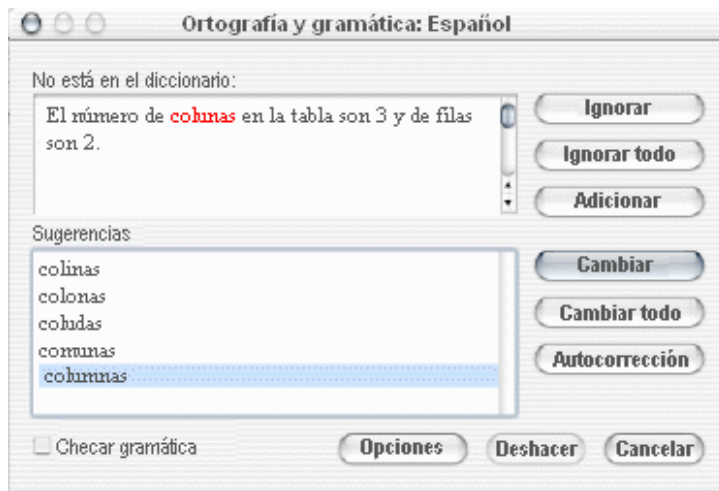 Ortografía y gramática: Español
No está en el diccionario:
El número de colunas en la tabla son 3 y de filas
son 2.
Ignorar
Ignorar todo
Adicionar
Sugerencias
colinas
colonas
coludas
comunas
columnas
Cambiar
Cambiar todo
Autocorrección
Checar gramática
Opciones
Deshacer
Cancelar